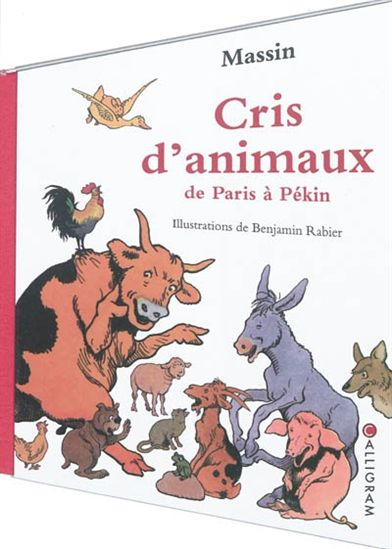 Massin
Cris
d'animaux
de Paris à Pékin
Illustrations de Benjamin Rabier
CALLIGRAM